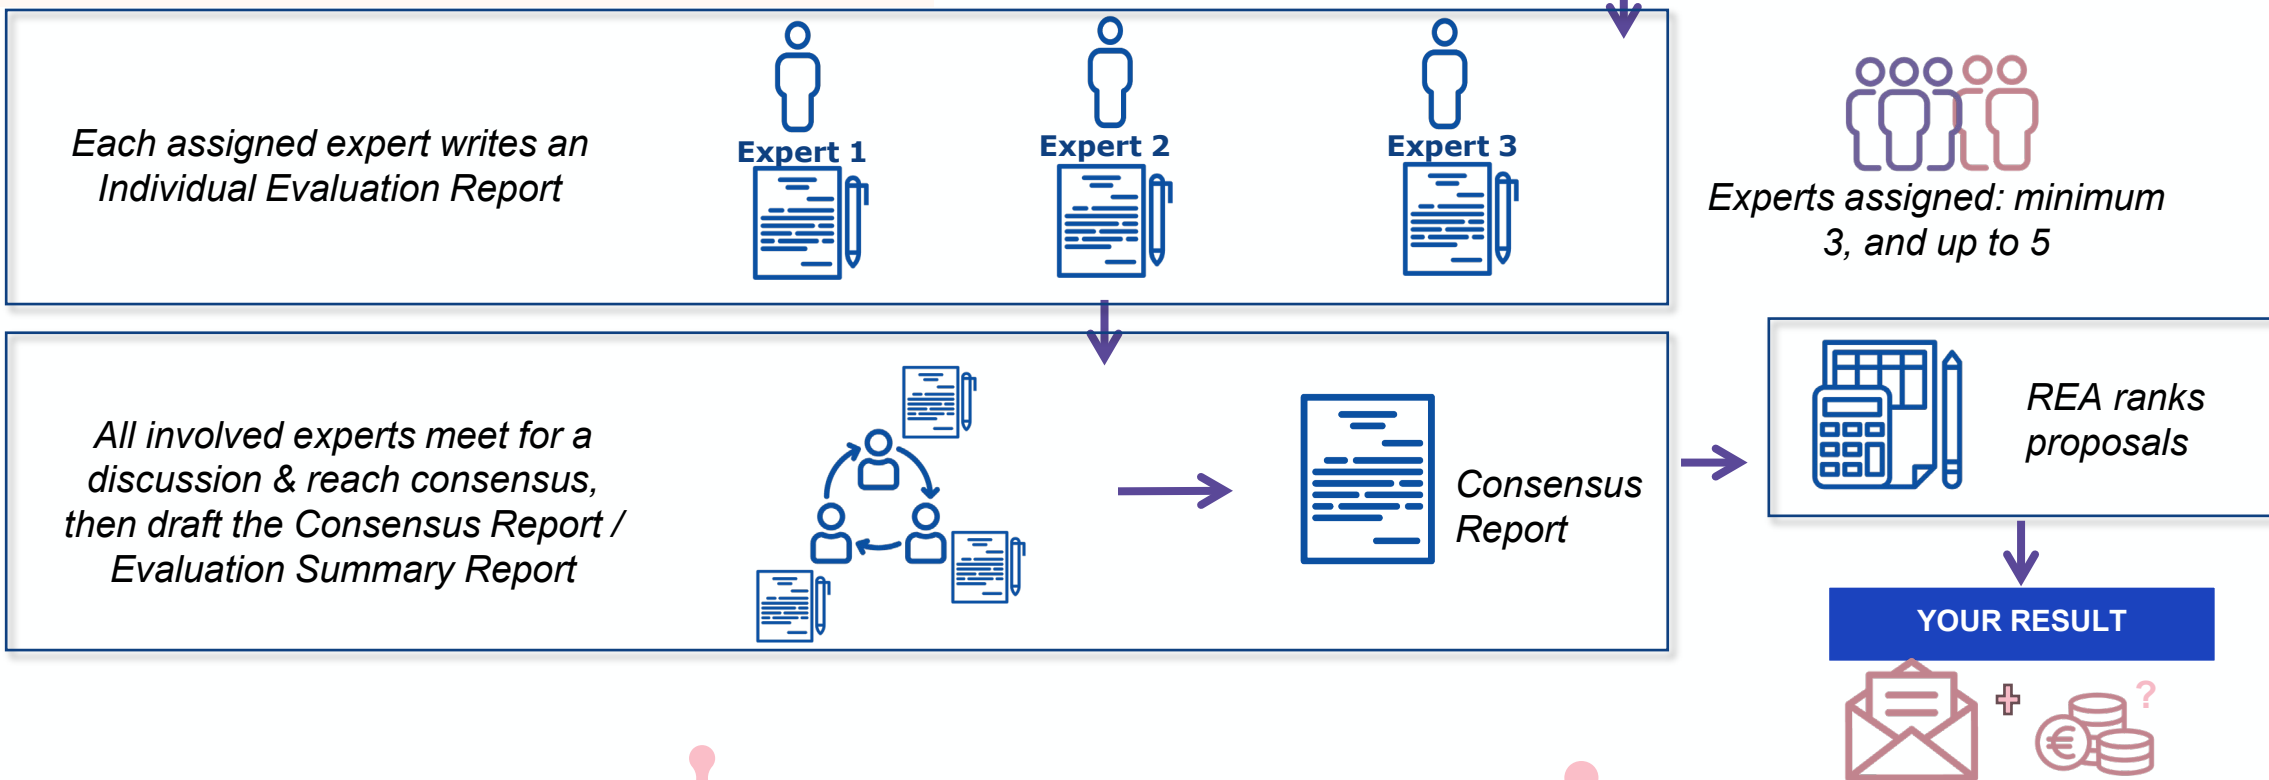 Each assigned expert writes an
Individual Evaluation Report
Expert 1
Expert 2
Expert 3
Experts assigned: minimum
3, and up to 5
All involved experts meet for a
discussion & reach consensus,
then draft the Consensus Report /
Evaluation Summary Report
Consensus
Report
REA ranks
proposals
YOUR RESULT
+
€
?